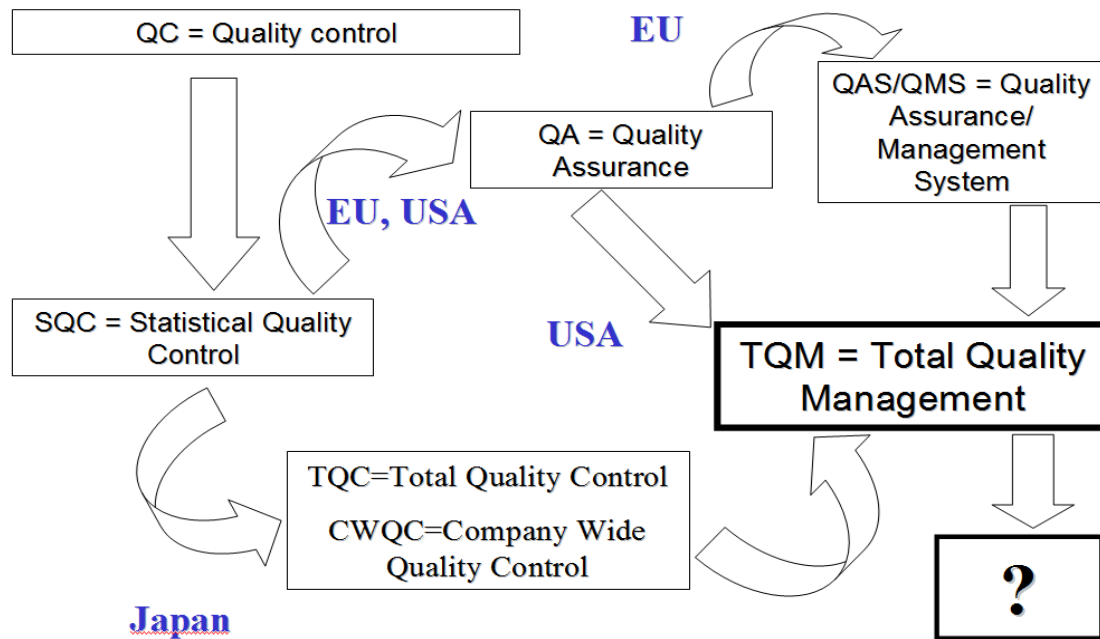 QC = Quality control
EU
QAS/QMS = Quality
Assurance/
Management
System
QA = Quality
Assurance
EU, USA
SQC = Statistical Quality
Control
USA
TQM = Total Quality
Management
TQC=Total Quality Control
CWQC=Company Wide
Quality Control
?
Japan